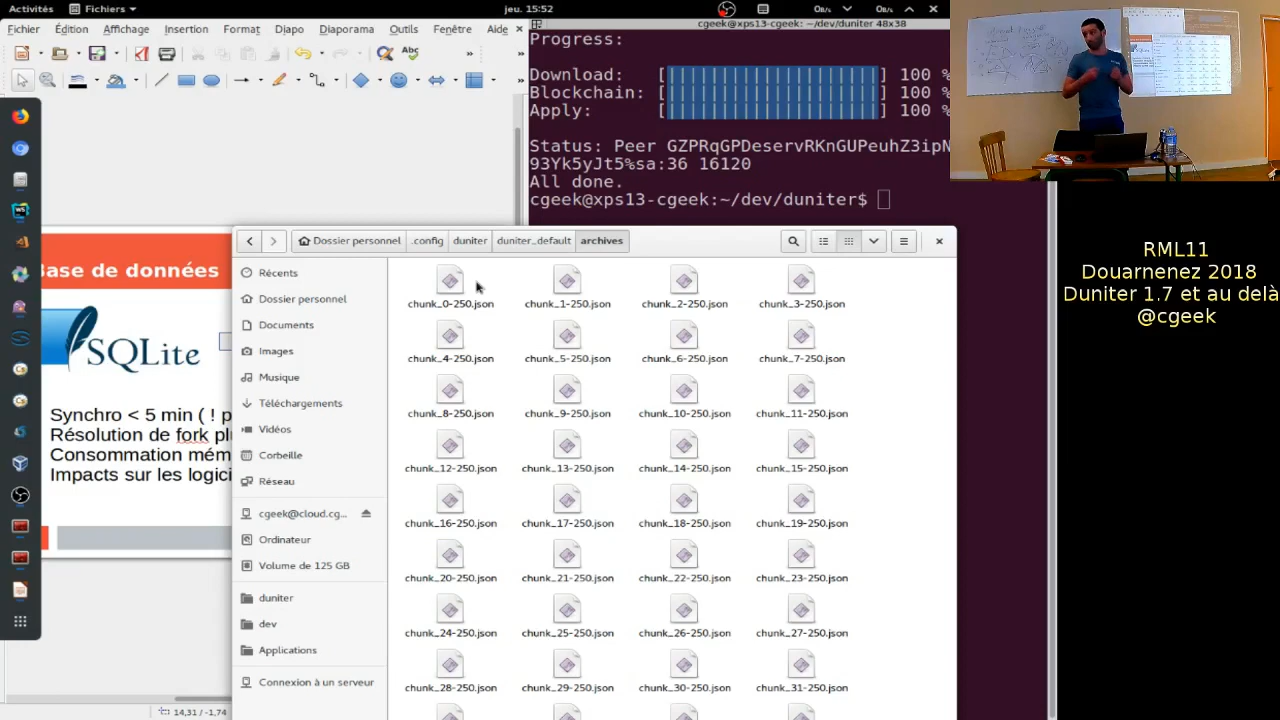 Activités
Fichiers
jeu. 15:52
0B/s
0B/s
Fichier Édition Affichage Insertion Format Diapo Diaporama Outils Fenêtre Aide
cgeek@xps13-cgeek: ~/dev/duniter 48x38
Progress:
Download: [||||||||||||||||||||] 100 %
Blockchain: [||||||||||||||||||||] 100 %
Apply: [||||||||||||||||||||] 100 %
Status: Peer GZPRqGPDeservRKnGUPeuhZ3ipN
93Yk5yJt5%sa:36 16120
All done.
cgeek@xps13-cgeek:~/dev/duniter$
RML11
Douarnenez 2018
Duniter 1.7 et au delà
@cgeek
Base de données
SQLite
Synchro < 5 min ( ! p
Résolution de fork pl
Consommation mém
Impacts sur les logici
14,31 / -1,74
Dossier personnel .config duniter duniter_default archives
Récents
Dossier personnel
Documents
Images
Musique
Téléchargements
Vidéos
Corbeille
Réseau
cgeek@cloud.cg...
Ordinateur
Volume de 125 GB
duniter
dev
Applications
Connexion à un serveur
chunk_0-250.json chunk_1-250.json chunk_2-250.json chunk_3-250.json
chunk_4-250.json chunk_5-250.json chunk_6-250.json chunk_7-250.json
chunk_8-250.json chunk_9-250.json chunk_10-250.json chunk_11-250.json
chunk_12-250.json chunk_13-250.json chunk_14-250.json chunk_15-250.json
chunk_16-250.json chunk_17-250.json chunk_18-250.json chunk_19-250.json
chunk_20-250.json chunk_21-250.json chunk_22-250.json chunk_23-250.json
chunk_24-250.json chunk_25-250.json chunk_26-250.json chunk_27-250.json
chunk_28-250.json chunk_29-250.json chunk_30-250.json chunk_31-250.json